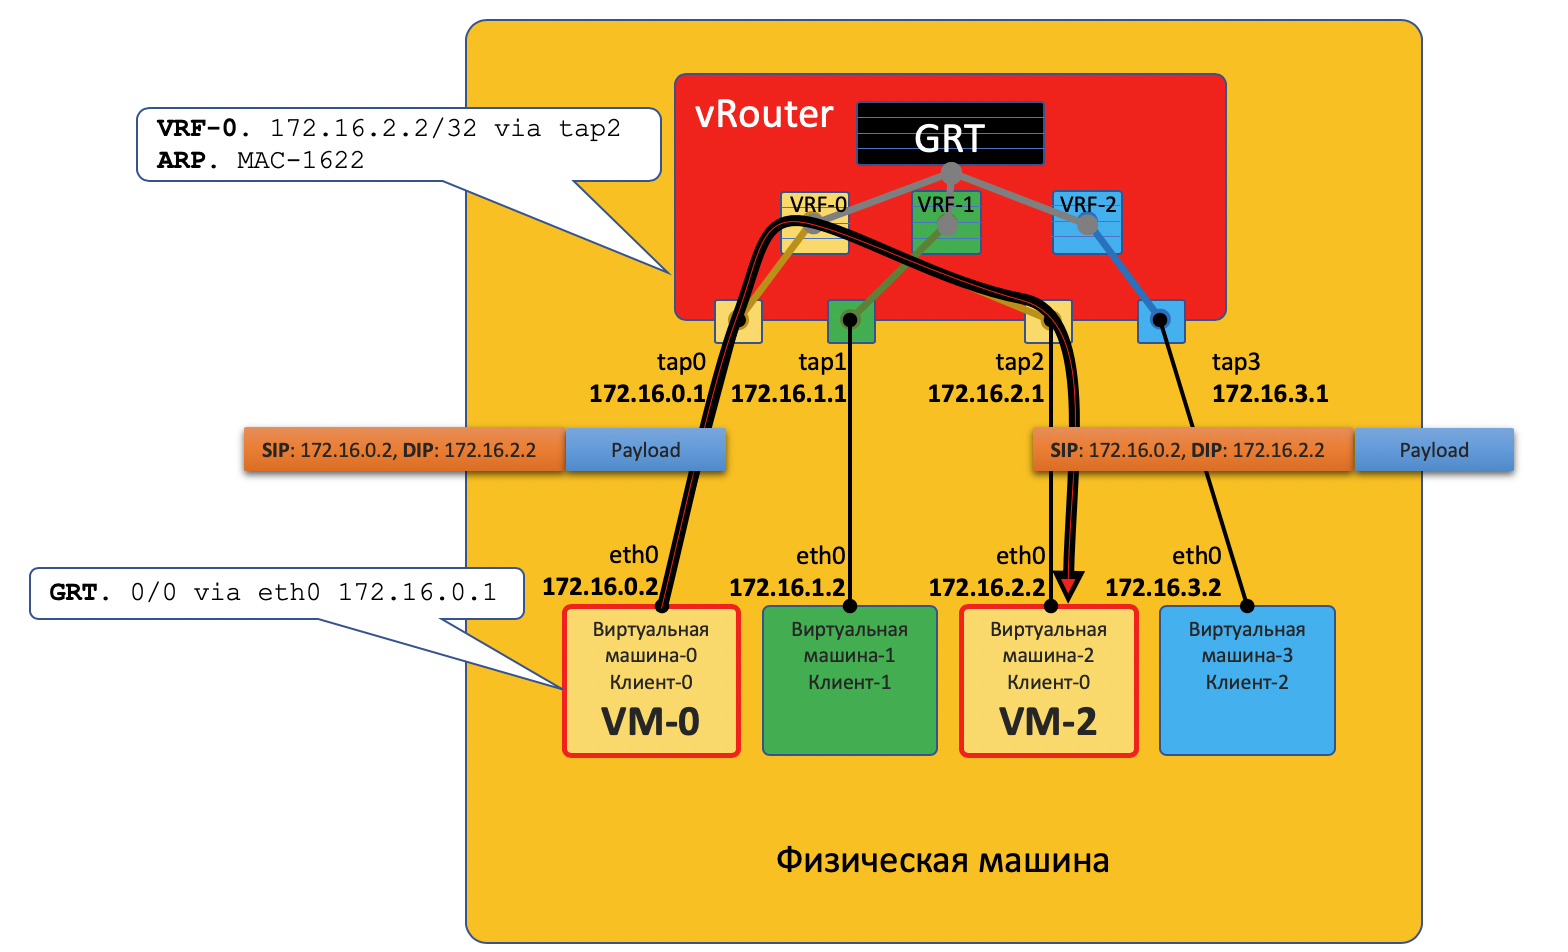 vRouter
GRT
VRF-0. 172.16.2.2/32 via tap2
ARP. MAC-1622
VRF-0
VRF-1
VRF-2
tap0
172.16.0.1
tap1
172.16.1.1
tap2
172.16.2.1
tap3
172.16.3.1
SIP: 172.16.0.2, DIP: 172.16.2.2
Payload
SIP: 172.16.0.2, DIP: 172.16.2.2
Payload
eth0
172.16.0.2
eth0
172.16.1.2
eth0
172.16.2.2
eth0
172.16.3.2
GRT. 0/0 via eth0 172.16.0.1
Виртуальная
машина-0
Клиент-0
VM-0
Виртуальная
машина-1
Клиент-1
Виртуальная
машина-2
Клиент-0
VM-2
Виртуальная
машина-3
Клиент-2
Физическая машина